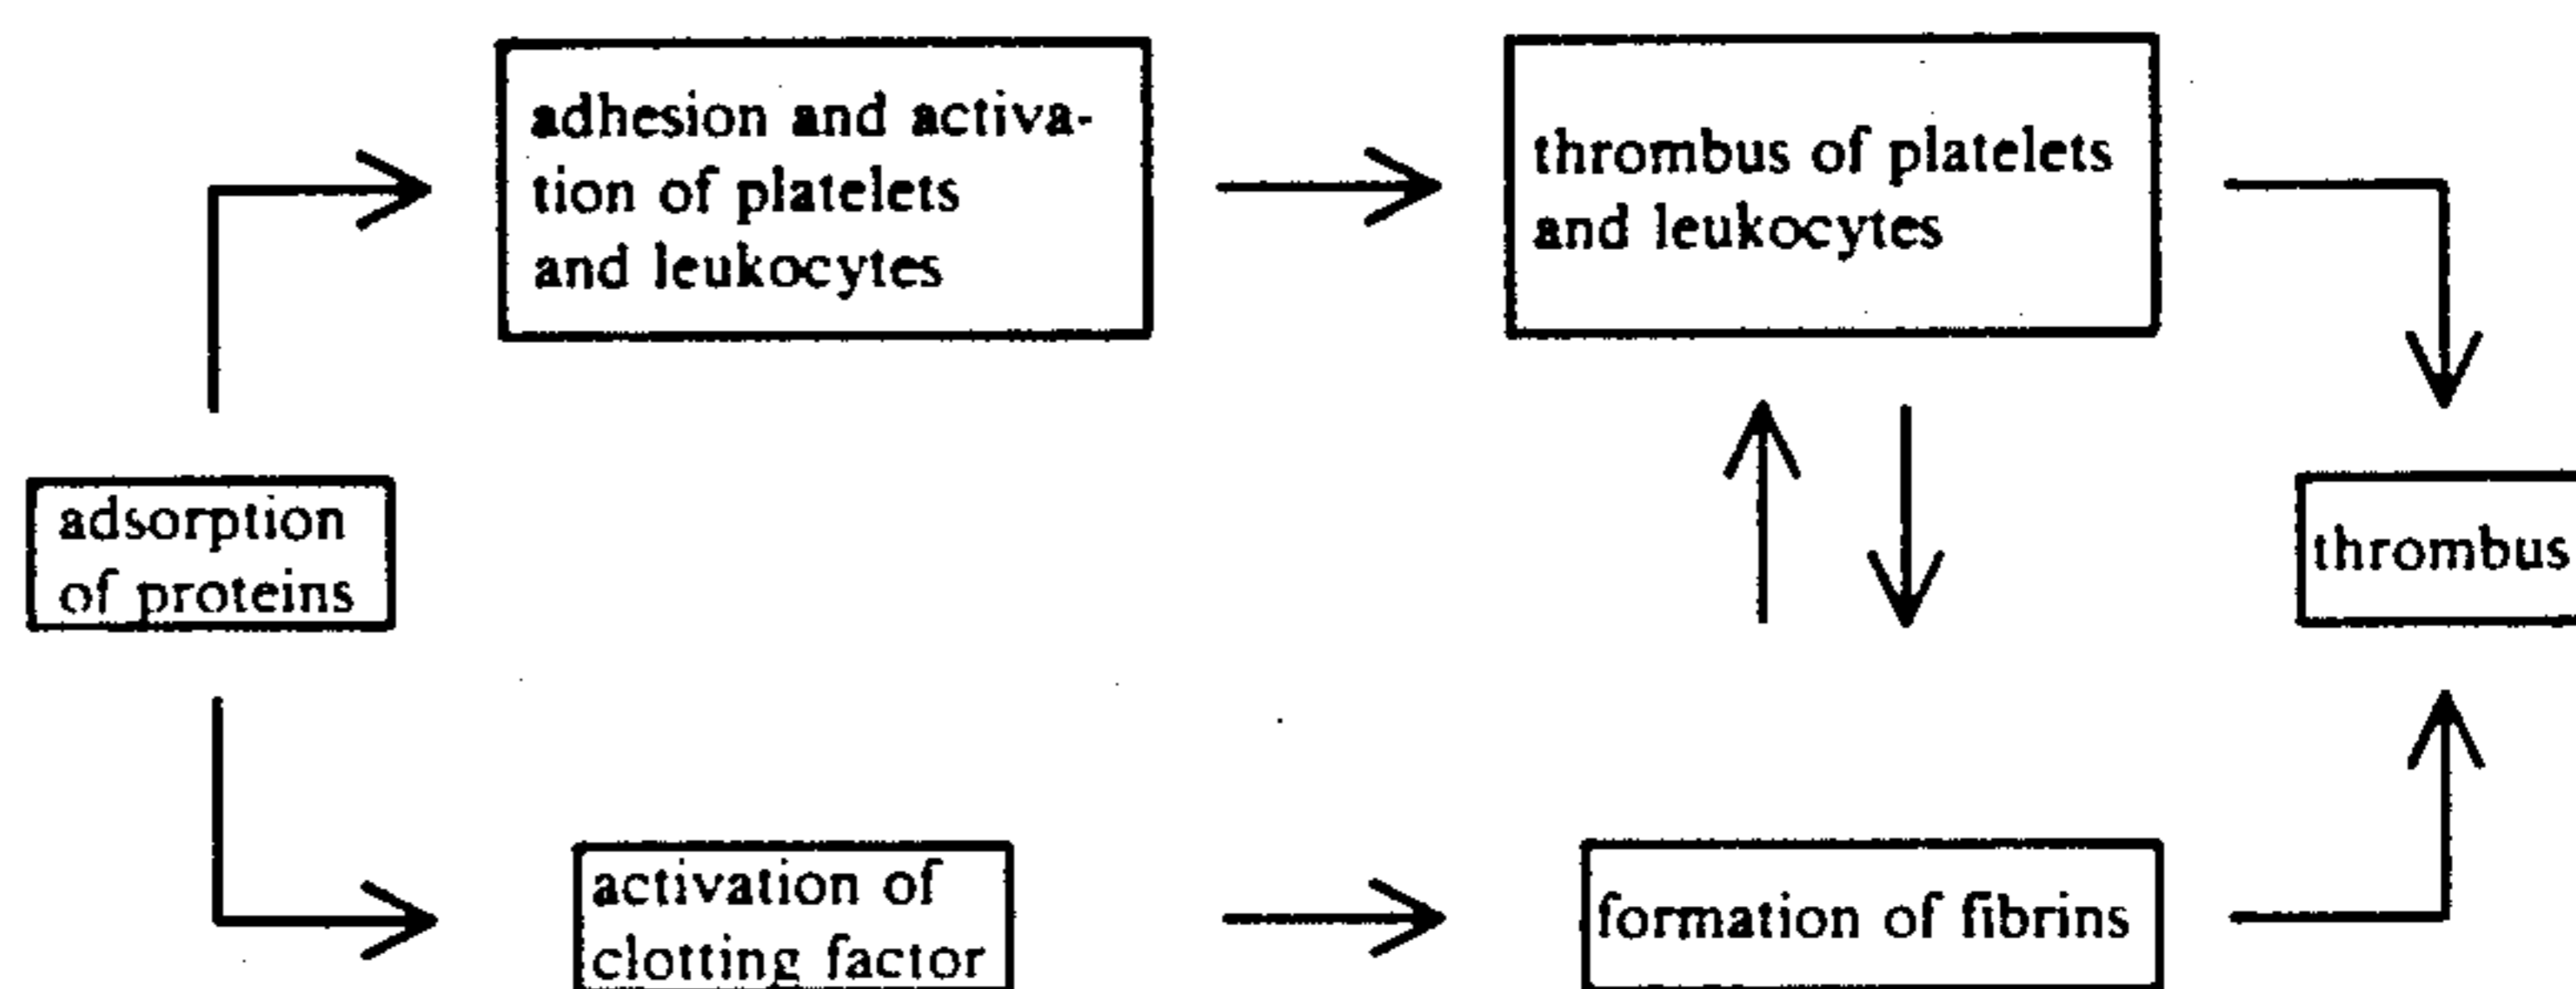 adhesion and activa-
tion of platelets
and leukocytes
thrombus of platelets
and leukocytes
adsorption
of proteins
thrombus
activation of
clotting factor
formation of fibrins